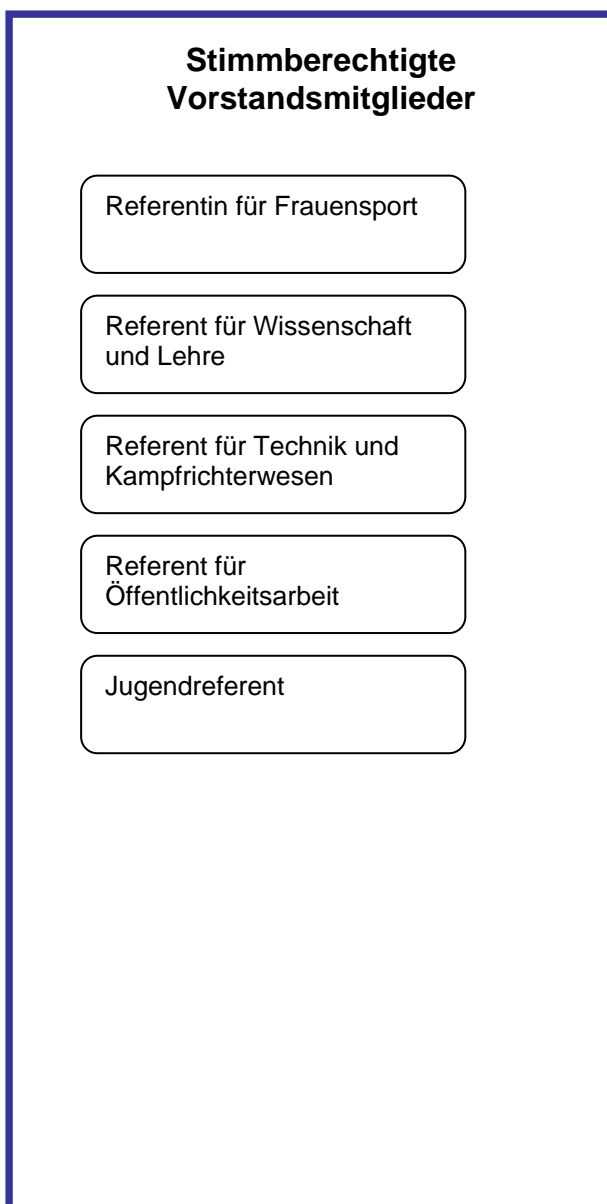 Stimmberechtigte
Vorstandsmitglieder
Referentin für Frauensport
Referent für Wissenschaft
und Lehre
Referent für Technik und
Kampfrichterwesen
Referent für
Öffentlichkeitsarbeit
Jugendreferent